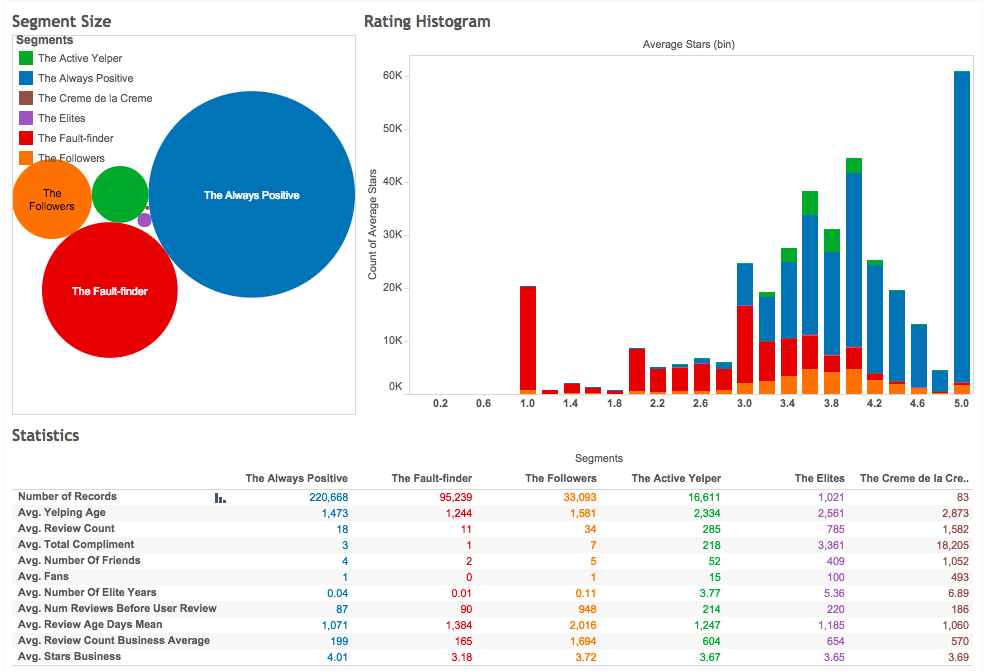 Segment Size
Segments
The Active Yelper
The Always Positive
The Creme de la Creme
The Elites
The Fault-finder
The Followers
The
Followers
The Always Positive
The Fault-finder
Rating Histogram
Average Stars (bin)
Count of Average Stars
60K
50K
40K
30K
20K
10K
0K
0.2 0.6 1.0 1.4 1.8 2.2 2.6 3.0 3.4 3.8 4.2 4.6 5.0
Statistics
Segments
The Always Positive The Fault-finder The Followers The Active Yelper The Elites The Creme de la Cre..
Number of Records 220,668 95,239 33,093 16,611 1,021 83
Avg. Yelping Age 1,473 1,244 1,581 2,334 2,561 2,873
Avg. Review Count 18 11 34 285 785 1,582
Avg. Total Compliment 3 1 7 218 3,361 18,205
Avg. Number Of Friends 4 2 5 52 409 1,052
Avg. Fans 1 0 1 15 100 493
Avg. Number Of Elite Years 0.04 0.01 0.11 3.77 5.36 6.89
Avg. Num Reviews Before User Review 87 90 948 214 220 186
Avg. Review Age Days Mean 1,071 1,384 2,016 1,247 1,185 1,060
Avg. Review Count Business Average 199 165 1,694 604 654 570
Avg. Stars Business 4.01 3.18 3.72 3.67 3.65 3.69